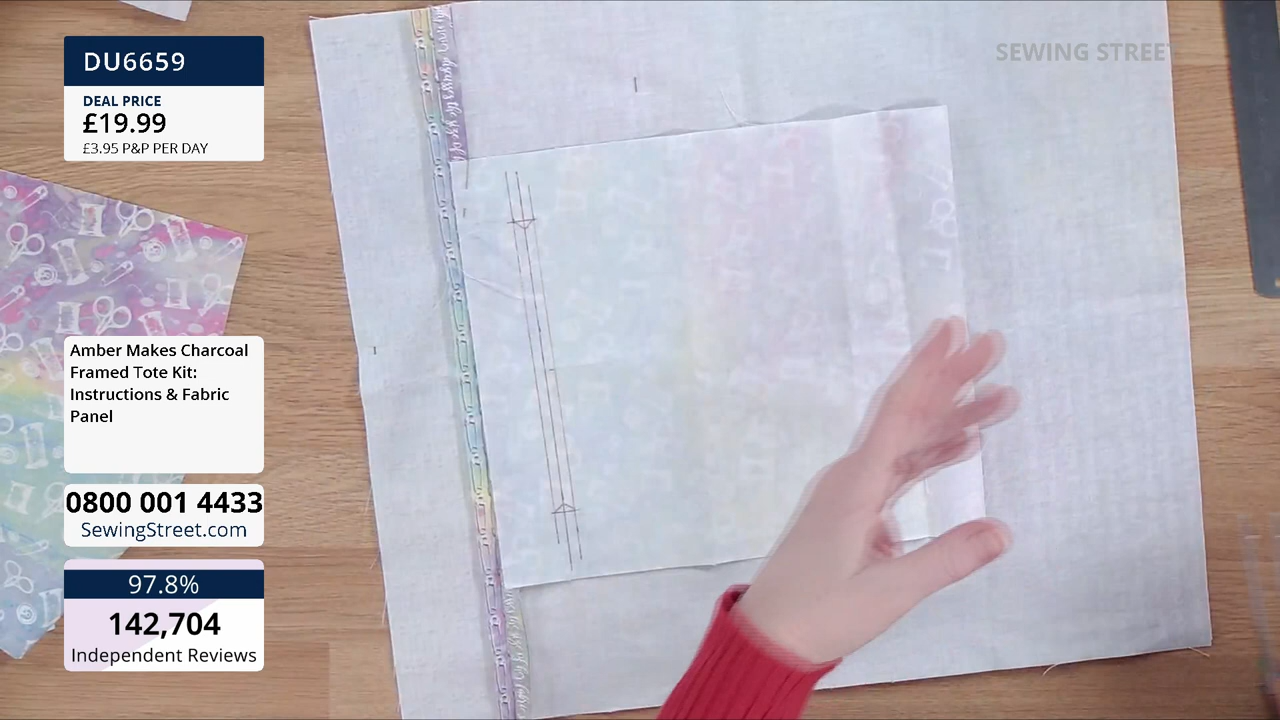 DU6659
DEAL PRICE
£19.99
£3.95 P&P PER DAY
SEWING STREET
Amber Makes Charcoal
Framed Tote Kit:
Instructions & Fabric
Panel
0800 001 4433
SewingStreet.com
97.8%
142,704
Independent Reviews